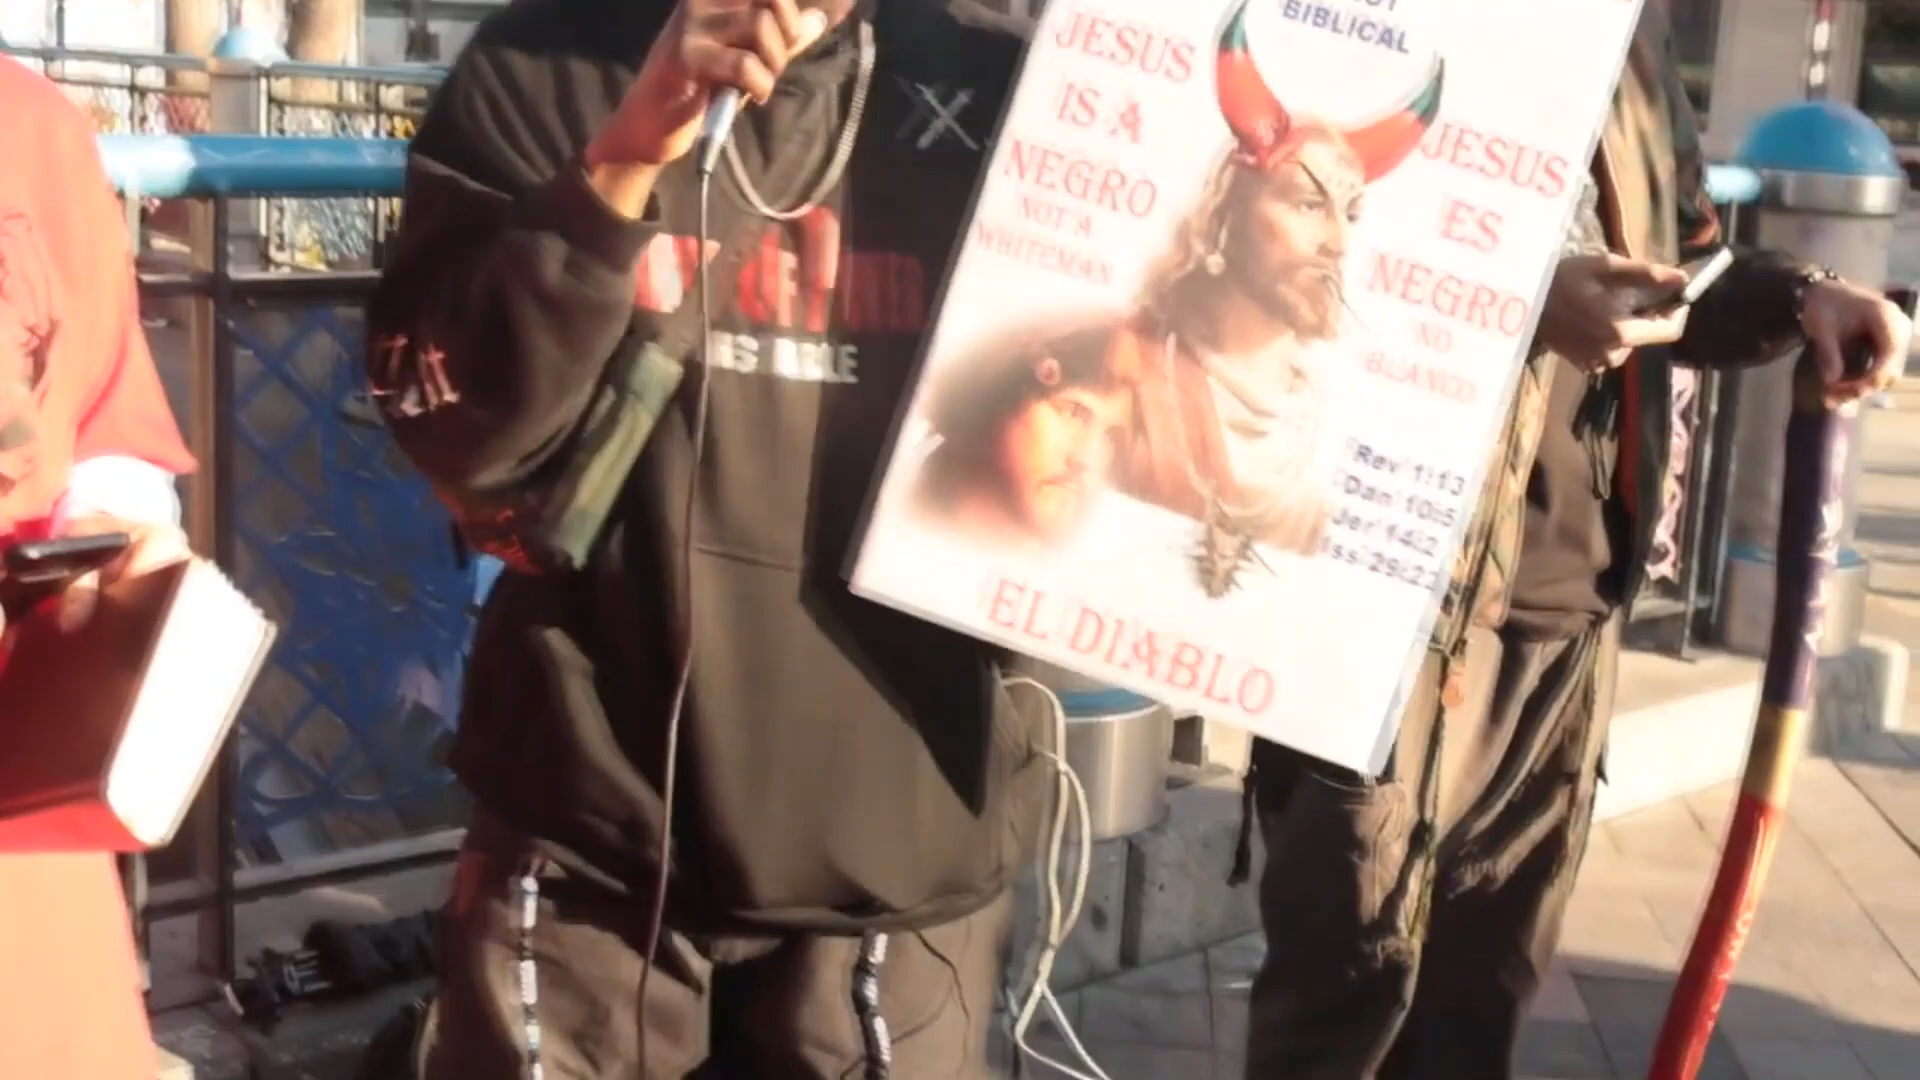 BIBLICAL
JESUS
IS A
NEGRO
NOT A
WHITEMAN
JESUS
ES
NEGRO
NO
BLANCO
Rev 1:13
Dan 10:5
Jer 14:2
EL DIABLO